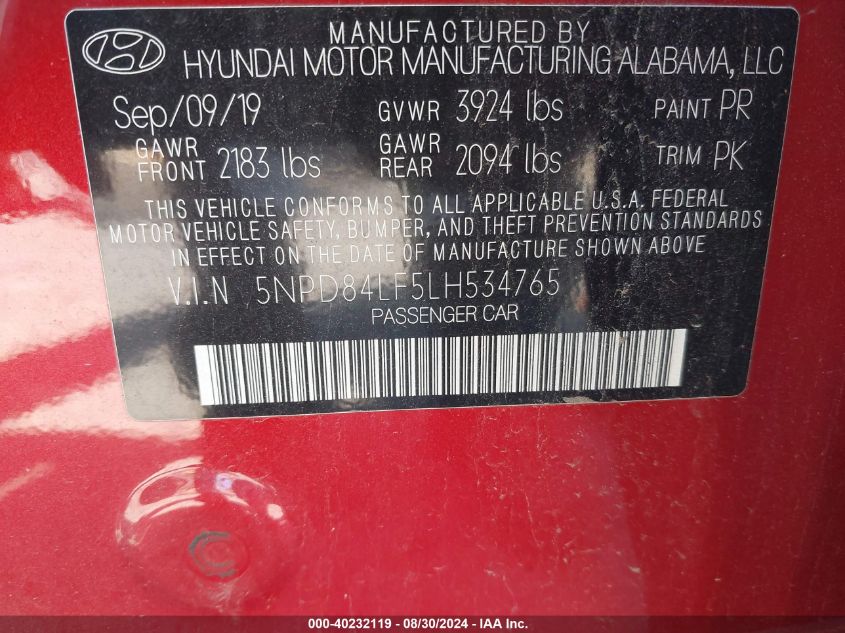 MANUFACTURED BY
HYUNDAI MOTOR MANUFACTURING ALABAMA, LLC
Sep/09/19 GVWR 3924 lbs PAINT PR
GAWR FRONT 2183 lbs GAWR REAR 2094 lbs TRIM PK
THIS VEHICLE CONFORMS TO ALL APPLICABLE U.S.A. FEDERAL
MOTOR VEHICLE SAFETY, BUMPER, AND THEFT PREVENTION STANDARDS
IN EFFECT ON THE DATE OF MANUFACTURE SHOWN ABOVE
V.I.N 5NPD84LF5LH534765
PASSENGER CAR
000-40232119 - 08/30/2024 - IAA Inc.